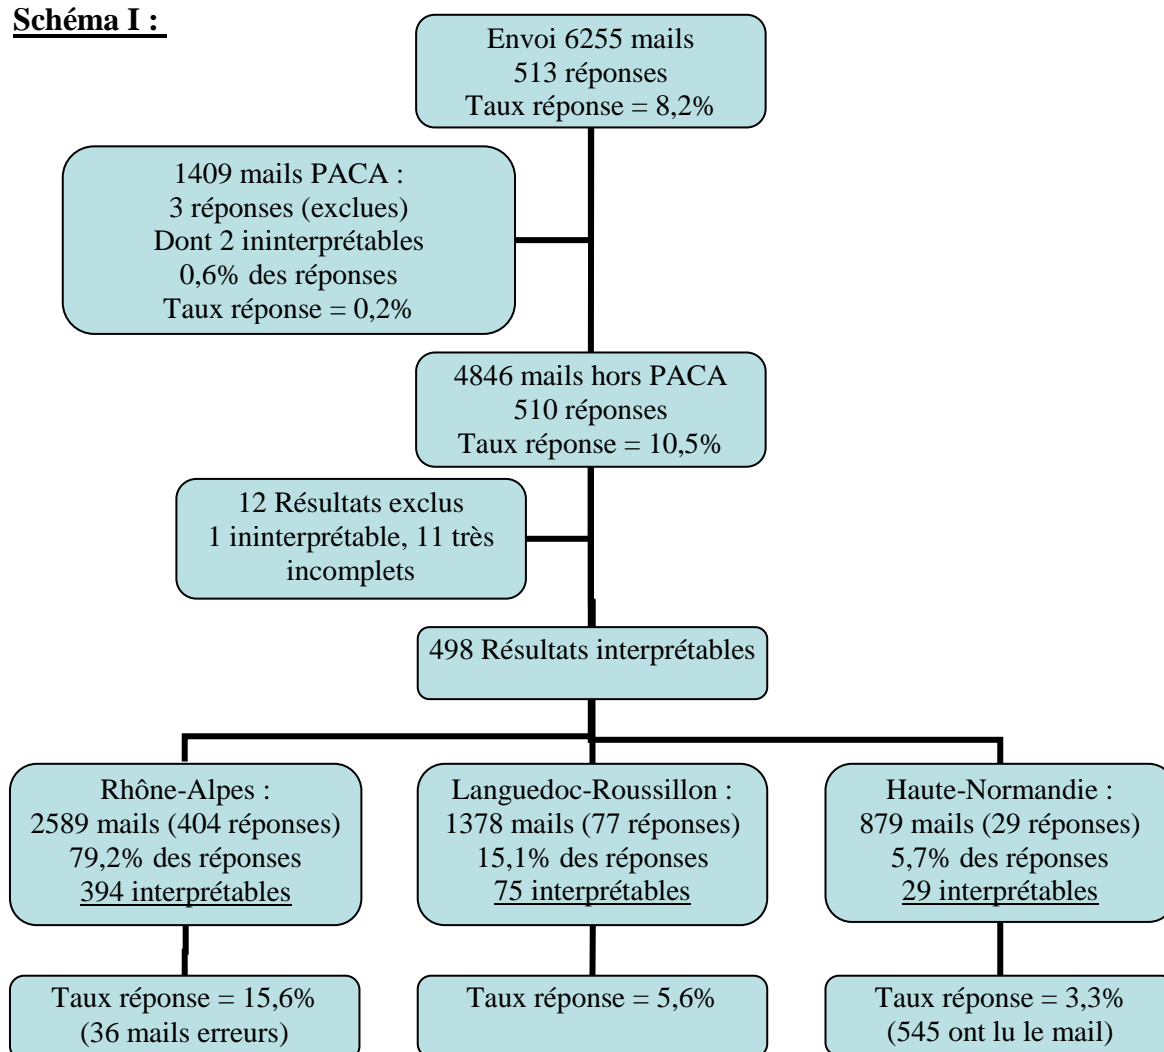 Schéma I :
Envoi 6255 mails
513 réponses
Taux réponse = 8,2%
1409 mails PACA :
3 réponses (exclues)
Dont 2 ininterprétables
0,6% des réponses
Taux réponse = 0,2%
4846 mails hors PACA
510 réponses
Taux réponse = 10,5%
12 Résultats exclus
1 ininterprétable, 11 très
incomplets
498 Résultats interprétables
Rhône-Alpes :
2589 mails (404 réponses)
79,2% des réponses
394 interprétables
Languedoc-Roussillon :
1378 mails (77 réponses)
15,1% des réponses
75 interprétables
Haute-Normandie :
879 mails (29 réponses)
5,7% des réponses
29 interprétables
Taux réponse = 15,6%
(36 mails erreurs)
Taux réponse = 5,6%
Taux réponse = 3,3%
(545 ont lu le mail)